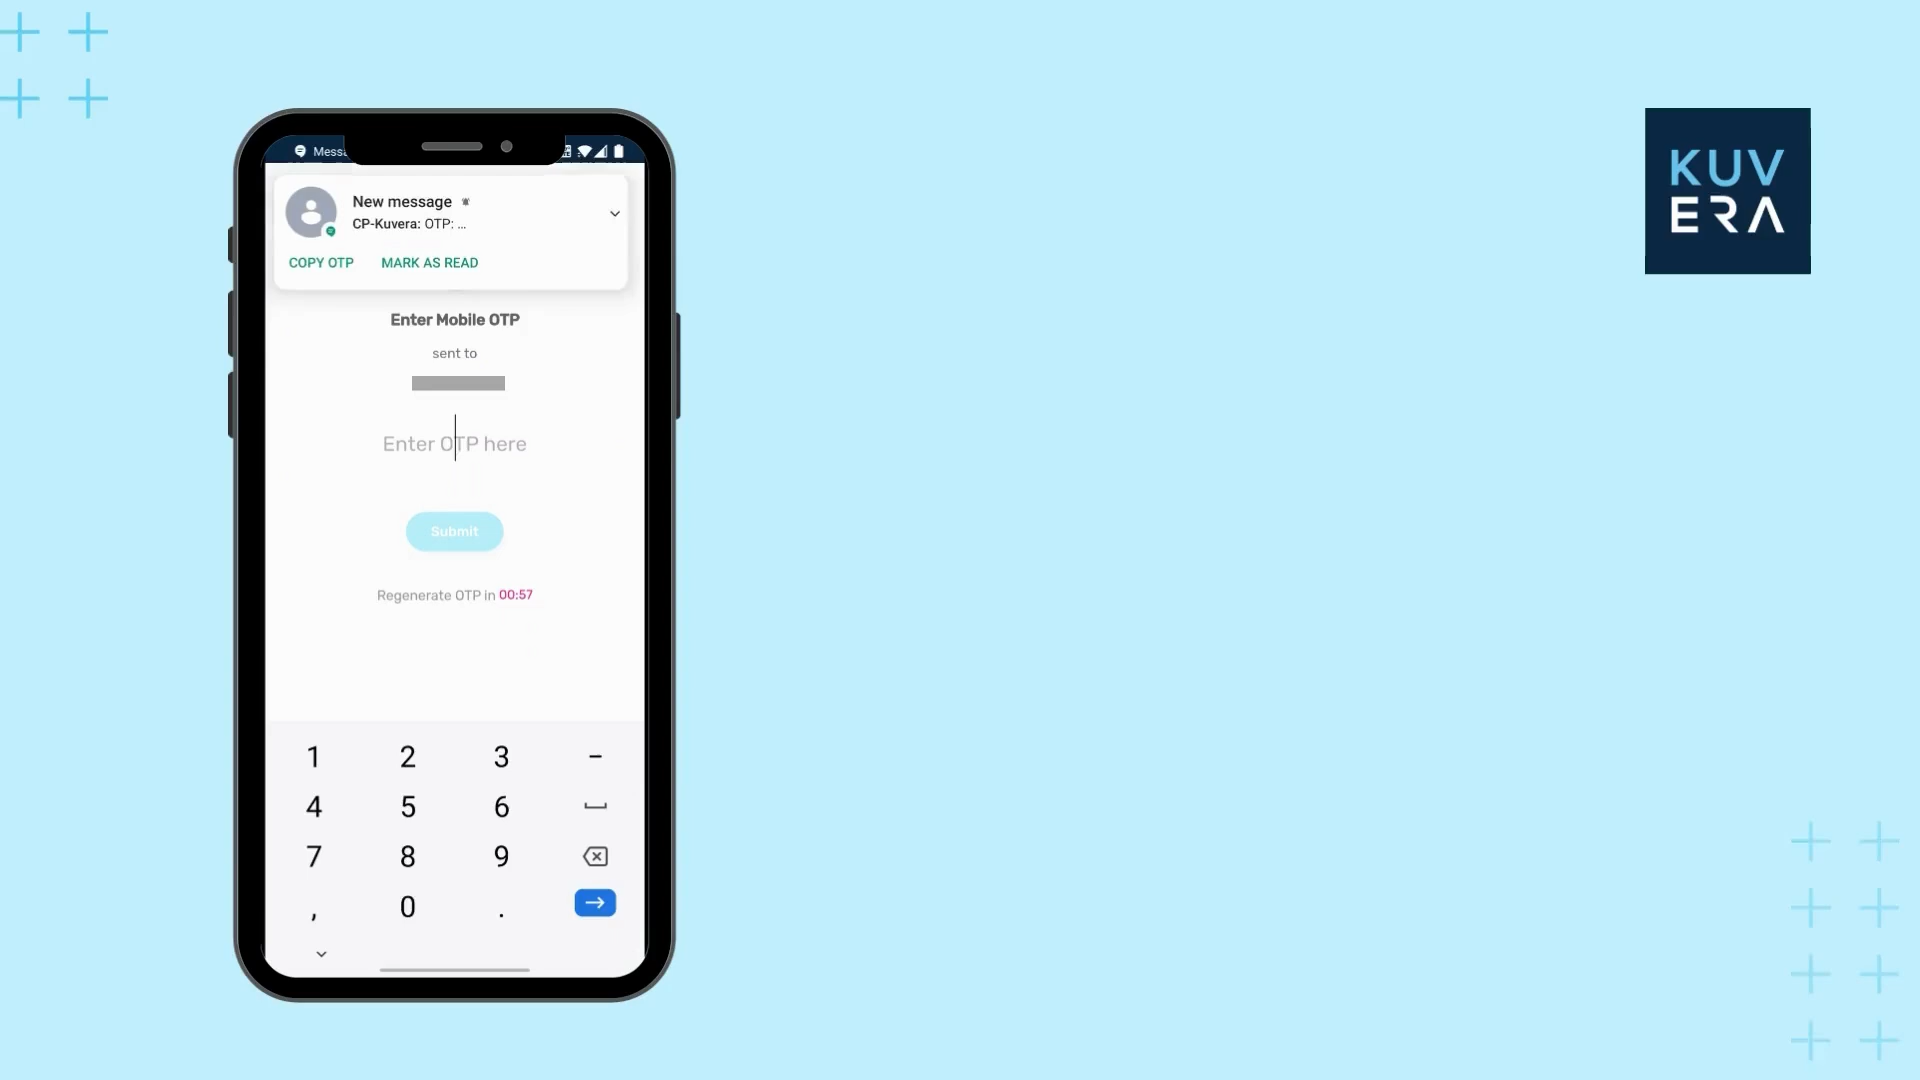 KUV
ERA
New message
CP-Kuvera: OTP: ...
COPY OTP MARK AS READ
Enter Mobile OTP
sent to
Enter OTP here
Submit
Regenerate OTP in 00:57
1 2 3 -
4 5 6
7 8 9
, 0 .